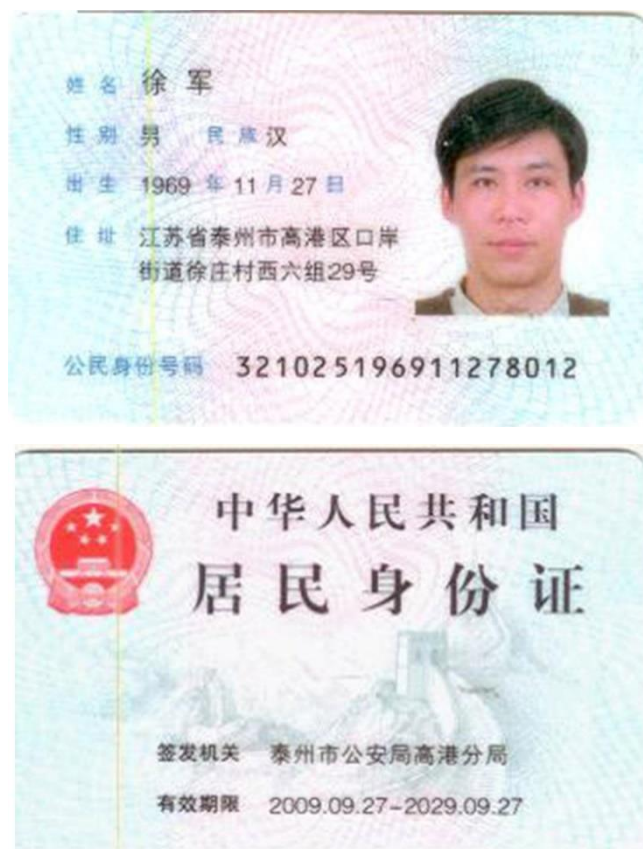 姓名 徐军
性别 男 民族 汉
出生 1969 年 11 月 27 日
住址 江苏省泰州市高港区口岸
街道徐庄村西六组29号
公民身份号码 321025196911278012
中华人民共和国
居民身份证
签发机关 泰州市公安局高港分局
有效期限 2009.09.27-2029.09.27